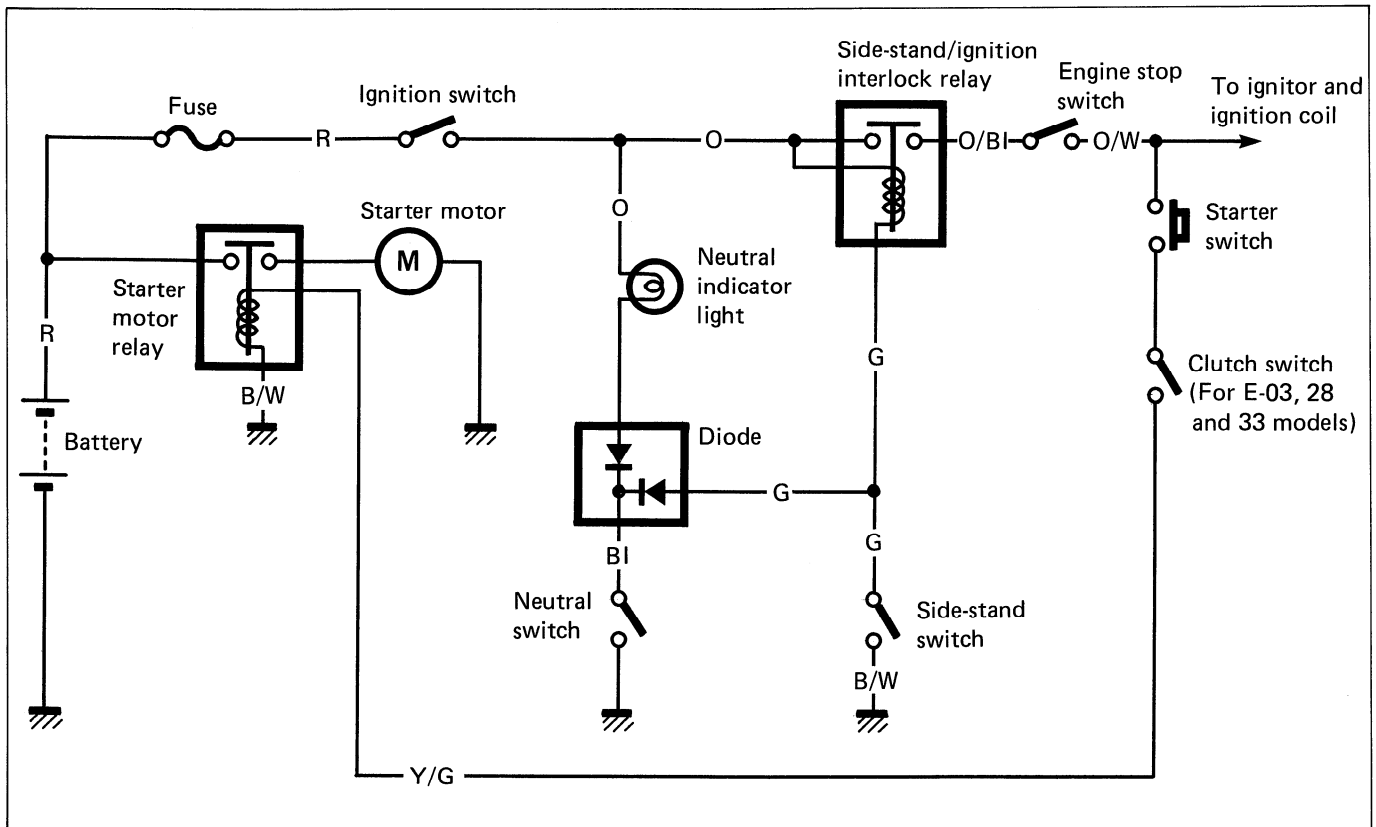 Side-stand/ignition
interlock relay
Engine stop
switch
To ignitor and
ignition coil
Fuse
Ignition switch
R
O
O/Bl
O/W
O
Starter motor
M
Starter
switch
Neutral
indicator
light
Starter
motor
relay
R
G
Clutch switch
(For E-03, 28
and 33 models)
B/W
Battery
Diode
G
G
Bl
Neutral
switch
Side-stand
switch
B/W
Y/G